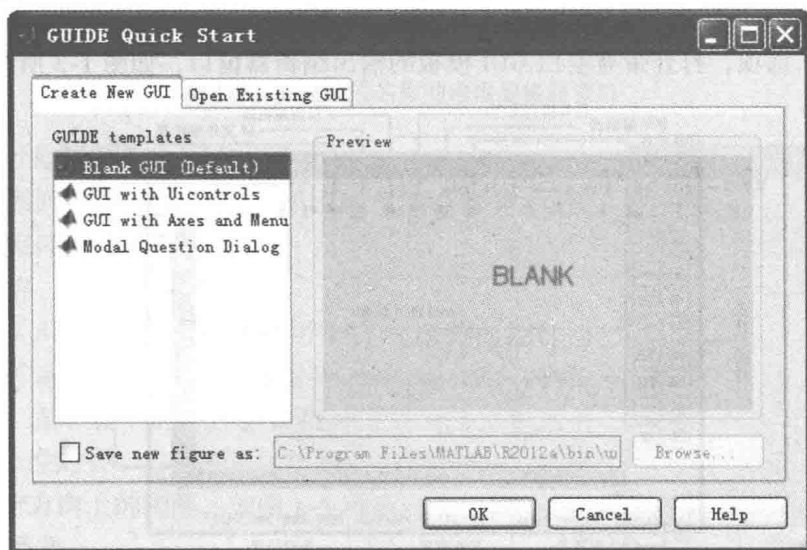 GUIDE Quick Start
Create New GUI
Open Existing GUI
GUIDE templates
Preview
Blank GUI (Default)
GUI with Uicontrols
GUI with Axes and Menu
Modal Question Dialog
BLANK
Save new figure as:
C:\Program Files\MATLAB\R2012a\bin\u
Browse...
OK
Cancel
Help